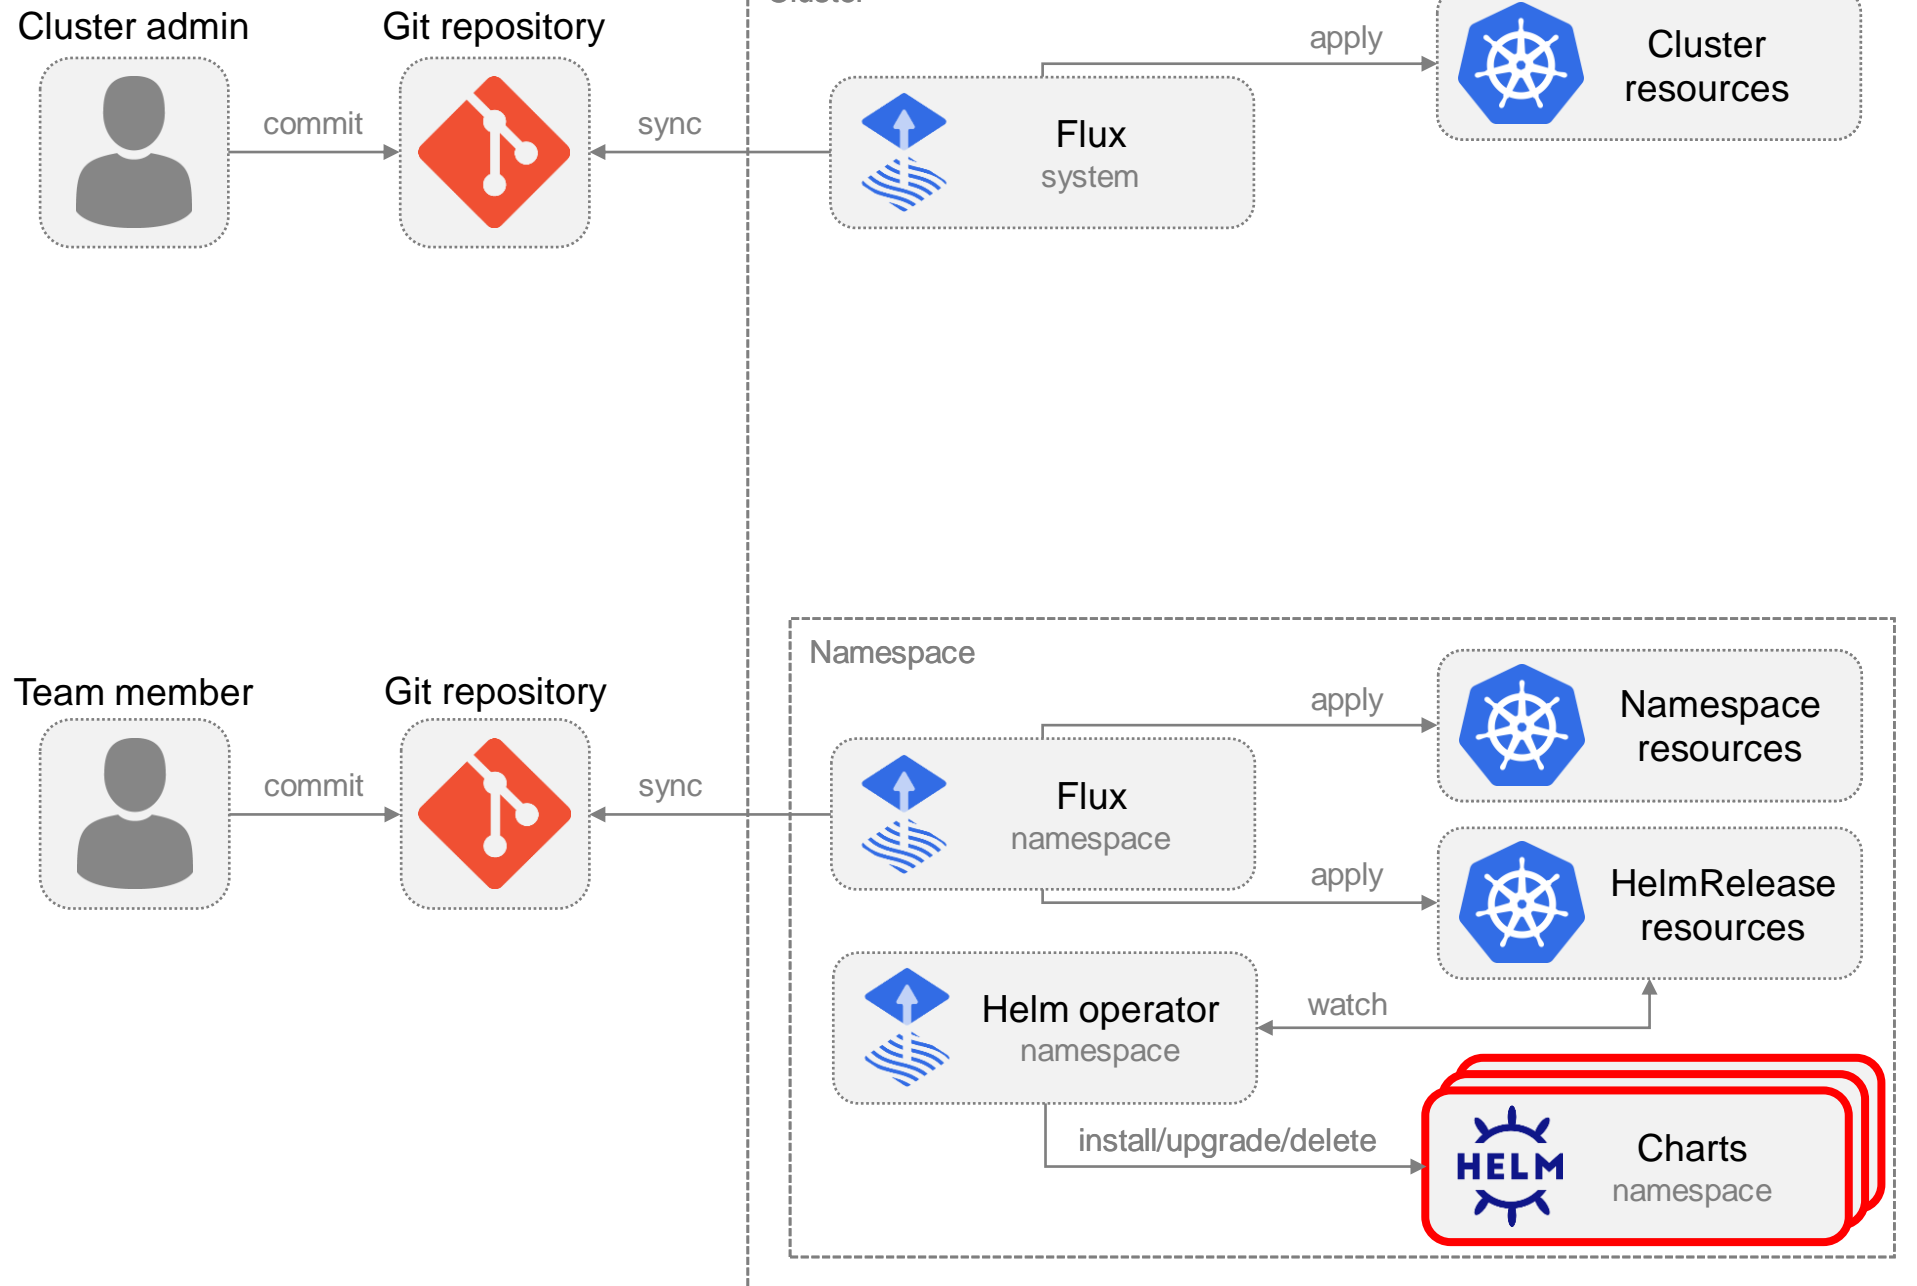 Cluster
Cluster admin
Git repository
commit
sync
apply
Flux
system
Cluster
resources
Namespace
Team member
Git repository
commit
sync
apply
Flux
namespace
Namespace
resources
apply
HelmRelease
resources
Helm operator
namespace
watch
install/upgrade/delete
HELM
Charts
namespace